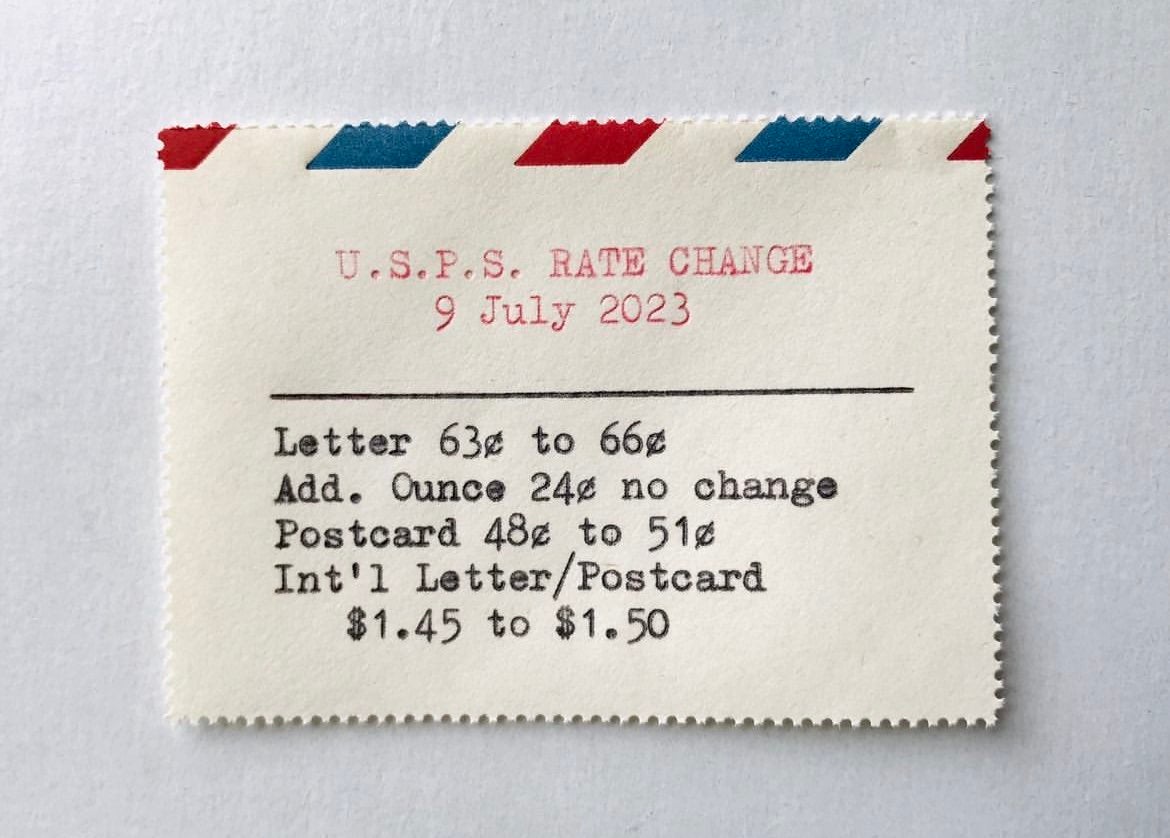 U.S.P.S. RATE CHANGE
9 July 2023
Letter 63¢ to 66¢
Add. Ounce 24¢ no change
Postcard 48¢ to 51¢
Int'l Letter/Postcard
$1.45 to $1.50